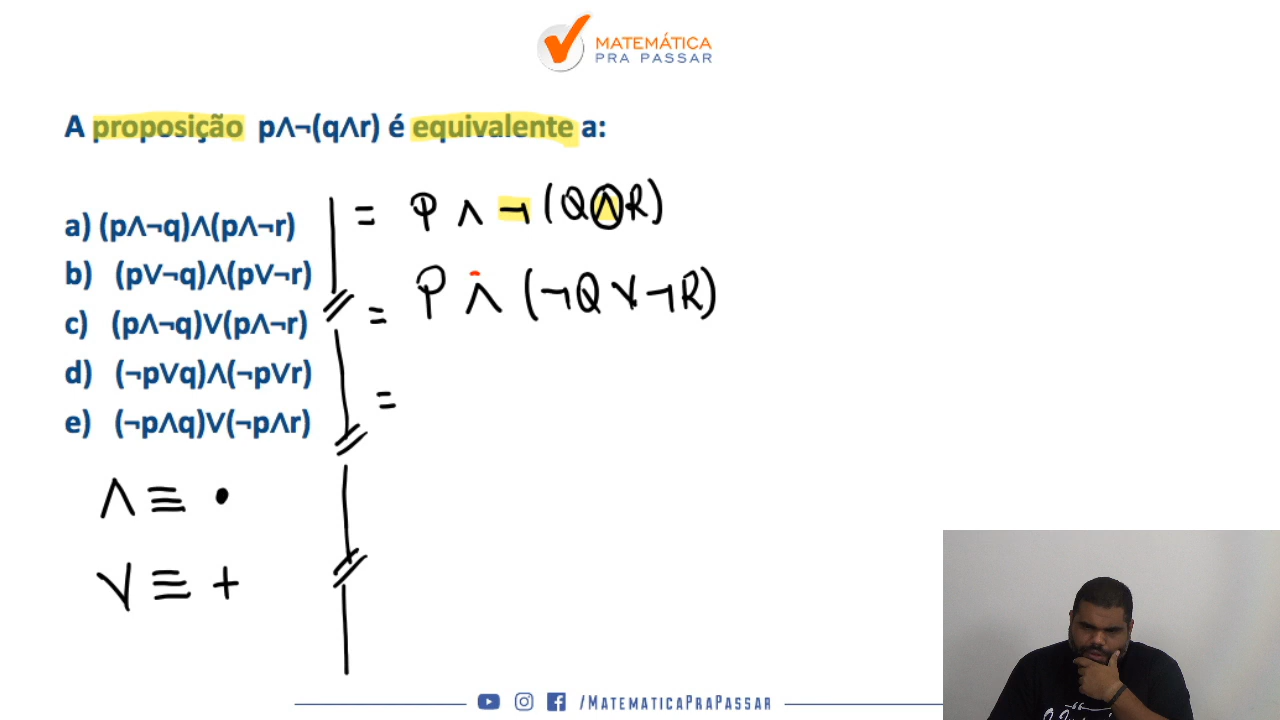 MATEMÁTICA
PRA PASSAR
A proposição p∧¬(q∧r) é equivalente a:
a) (p∧¬q)∧(p∧¬r)
b) (p∨¬q)∧(p∨¬r)
c) (p∧¬q)∨(p∧¬r)
d) (¬p∨q)∧(¬p∨r)
e) (¬p∧q)∨(¬p∧r)
= P ∧ ¬ (Q∧R)
= P ∧ (¬Q ∨ ¬R)
=
∧ ≡ •
∨ ≡ +
/MATEMATICAPRAPASSAR